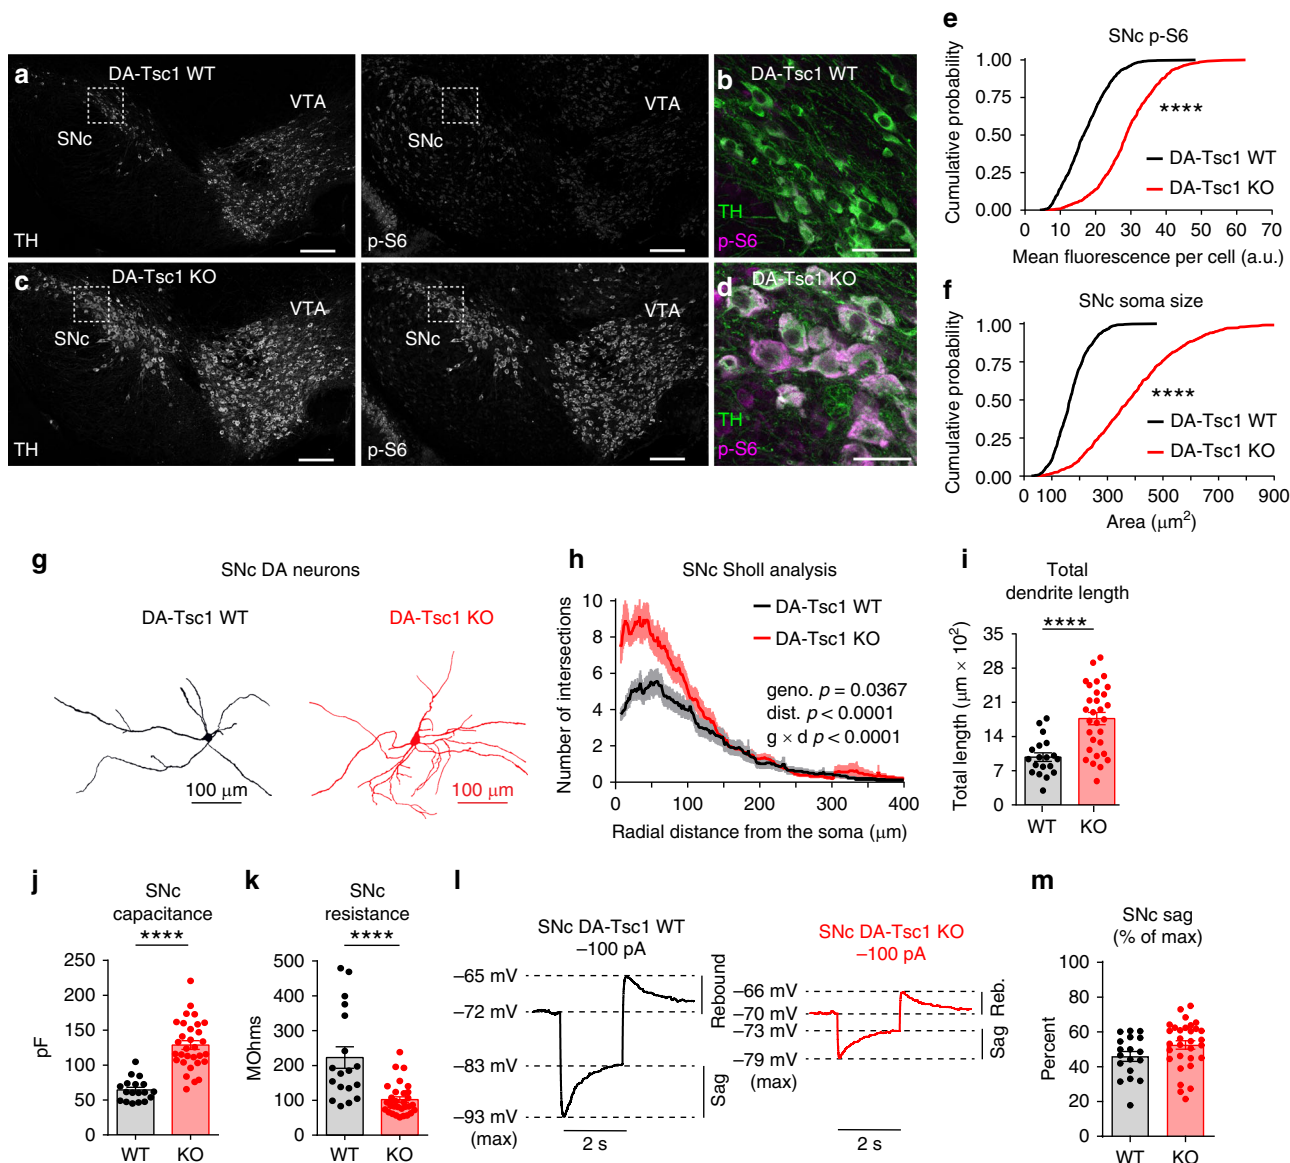 a
DA-Tsc1 WT
VTA
SNc
TH
VTA
SNc
p-S6
b
DA-Tsc1 WT
TH
p-S6
c
DA-Tsc1 KO
VTA
SNc
TH
VTA
SNc
p-S6
d
DA-Tsc1 KO
TH
p-S6
e
SNc p-S6
Cumulative probability
1.00
0.75
0.50
0.25
0.00
****
DA-Tsc1 WT
DA-Tsc1 KO
0 10 20 30 40 50 60 70
Mean fluorescence per cell (a.u.)
f
SNc soma size
Cumulative probability
1.00
0.75
0.50
0.25
0.00
****
DA-Tsc1 WT
DA-Tsc1 KO
0 100 300 500 700 900
Area (μm²)
g
SNc DA neurons
DA-Tsc1 WT
DA-Tsc1 KO
100 μm
100 μm
h
SNc Sholl analysis
Number of intersections
10
8
6
4
2
0
DA-Tsc1 WT
DA-Tsc1 KO
geno. p = 0.0367
dist. p < 0.0001
g × d p < 0.0001
0 100 200 300 400
Radial distance from the soma (μm)
i
Total
dendrite length
****
Total length (μm × 10²)
35
28
21
14
7
0
WT KO
j
SNc
capacitance
****
pF
250
200
150
100
50
0
WT KO
k
SNc
resistance
****
MOhms
500
400
300
200
100
0
WT KO
l
SNc DA-Tsc1 WT
–100 pA
–65 mV
–72 mV
–83 mV
–93 mV
(max)
Rebound
Sag
2 s
SNc DA-Tsc1 KO
–100 pA
–66 mV
–70 mV
–73 mV
–79 mV
(max)
Reb.
Sag
2 s
m
SNc sag
(% of max)
Percent
100
80
60
40
20
0
WT KO